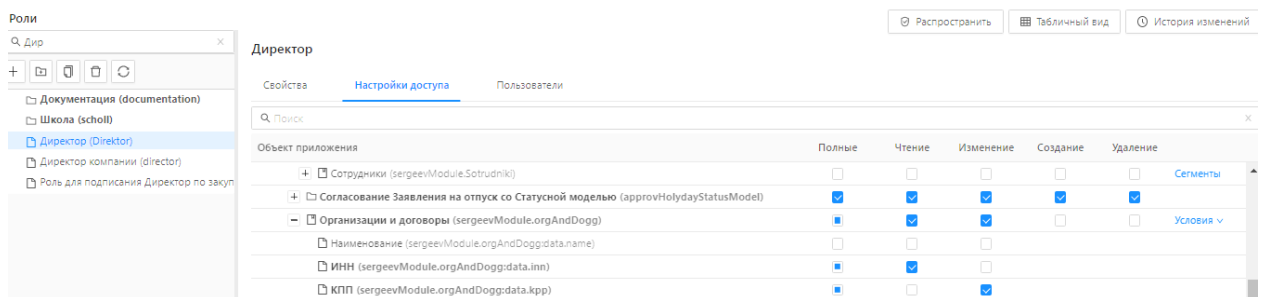 Роли
Распространить
Табличный вид
История изменений
Дир
Директор
Свойства
Настройки доступа
Пользователи
Документация (documentation)
Школа (scholl)
Директор (Direktor)
Директор компании (director)
Роль для подписания Директор по закуп
Поиск
Объект приложения
Полные
Чтение
Изменение
Создание
Удаление
Сотрудники (sergeevModule.Sotrudniki)
Сегменты
Согласование Заявления на отпуск со Статусной моделью (approvHolydayStatusModel)
Организации и договоры (sergeevModule.orgAndDogg)
Условия
Наименование (sergeevModule.orgAndDogg:data.name)
ИНН (sergeevModule.orgAndDogg:data.inn)
КПП (sergeevModule.orgAndDogg:data.kpp)